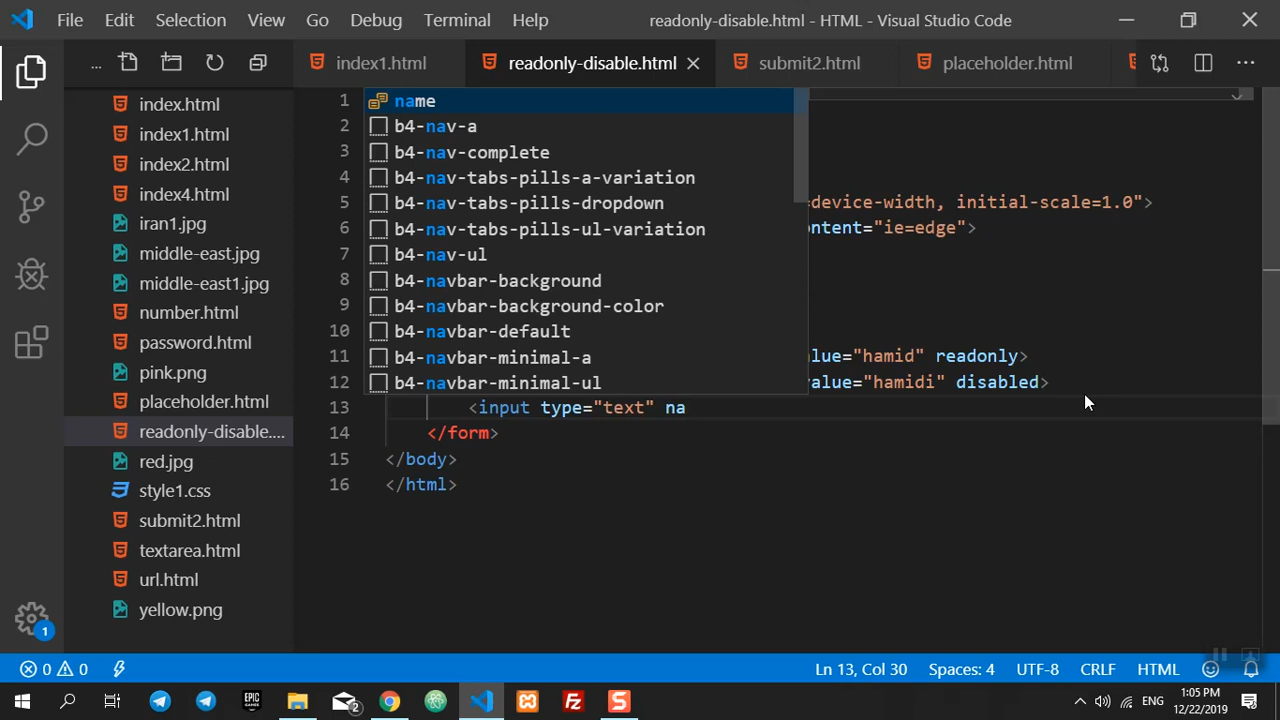 File Edit Selection View Go Debug Terminal Help readonly-disable.html - HTML - Visual Studio Code
... index1.html readonly-disable.html submit2.html placeholder.html ...
index.html
index1.html
index2.html
index4.html
iran1.jpg
middle-east.jpg
middle-east1.jpg
number.html
password.html
pink.png
placeholder.html
readonly-disable....
red.jpg
style1.css
submit2.html
textarea.html
url.html
yellow.png
1
2
3
4
5
6
7
8
9
10
11
12
13
14
15
16
name
b4-nav-a
b4-nav-complete
b4-nav-tabs-pills-a-variation
b4-nav-tabs-pills-dropdown
b4-nav-tabs-pills-ul-variation
b4-nav-ul
b4-navbar-background
b4-navbar-background-color
b4-navbar-default
b4-navbar-minimal-a
b4-navbar-minimal-ul
=device-width, initial-scale=1.0">
ontent="ie=edge">
alue="hamid" readonly>
value="hamidi" disabled>
<input type="text" na
</form>
</body>
</html>
1
0 0 Ln 13, Col 30 Spaces: 4 UTF-8 CRLF HTML
EPIC GAMES 2 ENG 1:05 PM
12/22/2019